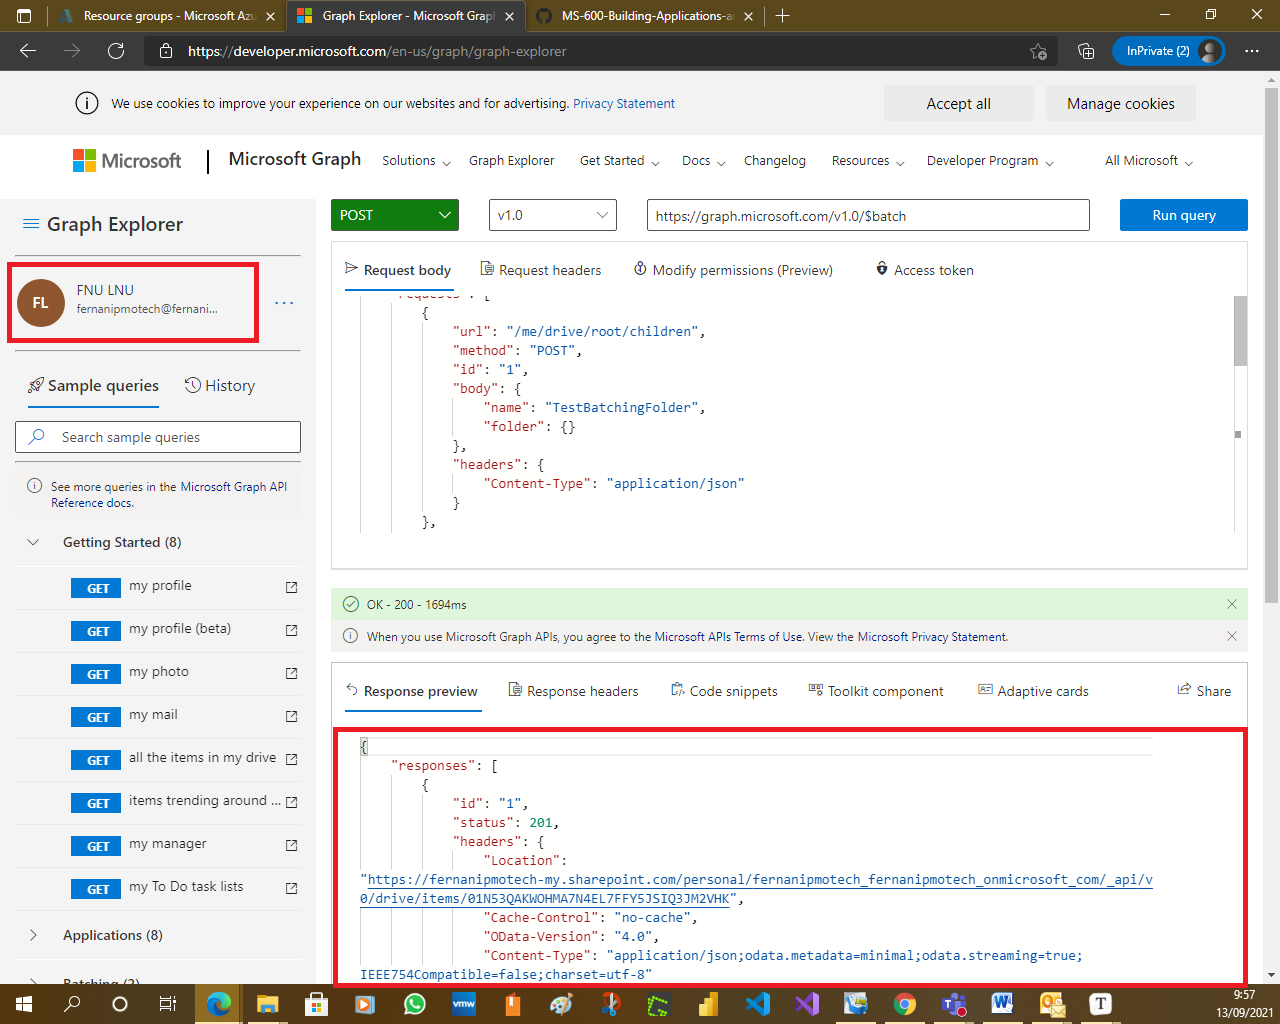 Resource groups - Microsoft Azu
Graph Explorer - Microsoft Graph
MS-600-Building-Applications-a
https://developer.microsoft.com/en-us/graph/graph-explorer
InPrivate (2)
We use cookies to improve your experience on our websites and for advertising. Privacy Statement
Accept all
Manage cookies
Microsoft
Microsoft Graph
Solutions
Graph Explorer
Get Started
Docs
Changelog
Resources
Developer Program
All Microsoft
Graph Explorer
POST
v1.0
https://graph.microsoft.com/v1.0/$batch
Run query
FL
FNU LNU
fernanipmotech@fernani...
...
Sample queries
History
Search sample queries
See more queries in the Microsoft Graph API
Reference docs.
Getting Started (8)
GET my profile
GET my profile (beta)
GET my photo
GET my mail
GET all the items in my drive
GET items trending around ...
GET my manager
GET my To Do task lists
Applications (8)
Batching (2)
Request body
Request headers
Modify permissions (Preview)
Access token
"requests": [
{
"url": "/me/drive/root/children",
"method": "POST",
"id": "1",
"body": {
"name": "TestBatchingFolder",
"folder": {}
},
"headers": {
"Content-Type": "application/json"
}
},
OK - 200 - 1694ms
When you use Microsoft Graph APIs, you agree to the Microsoft APIs Terms of Use. View the Microsoft Privacy Statement.
Response preview
Response headers
Code snippets
Toolkit component
Adaptive cards
Share
{
"responses": [
{
"id": "1",
"status": 201,
"headers": {
"Location":
"https://fernanipmotech-my.sharepoint.com/personal/fernanipmotech_fernanipmotech_onmicrosoft_com/_api/v
0/drive/items/01N53QAKWOHMA7N4EL7FFY5JSIQ3JM2VHK",
"Cache-Control": "no-cache",
"OData-Version": "4.0",
"Content-Type": "application/json;odata.metadata=minimal;odata.streaming=true;
IEEE754Compatible=false;charset=utf-8"
vmw
T
9:57
13/09/2021